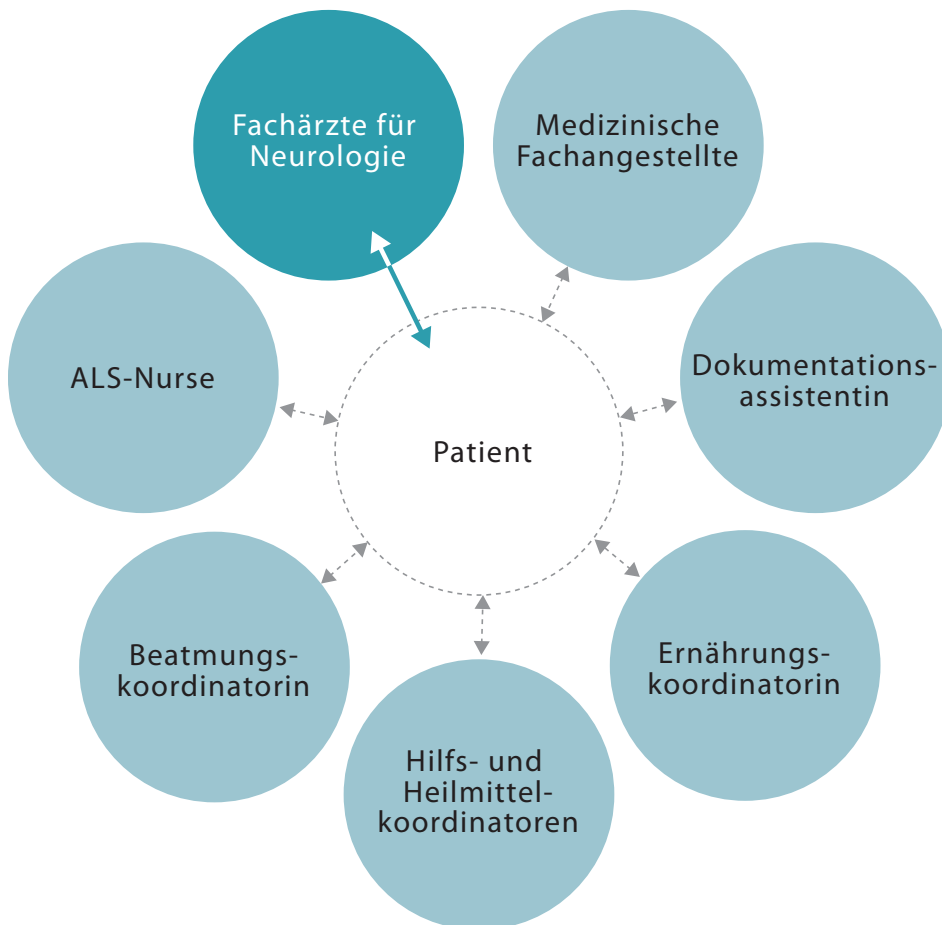 Fachärzte für
Neurologie
Medizinische
Fachangestellte
ALS-Nurse
Dokumentations-
assistentin
Patient
Beatmungs-
koordinatorin
Ernährungs-
koordinatorin
Hilfs- und
Heilmittel-
koordinatoren